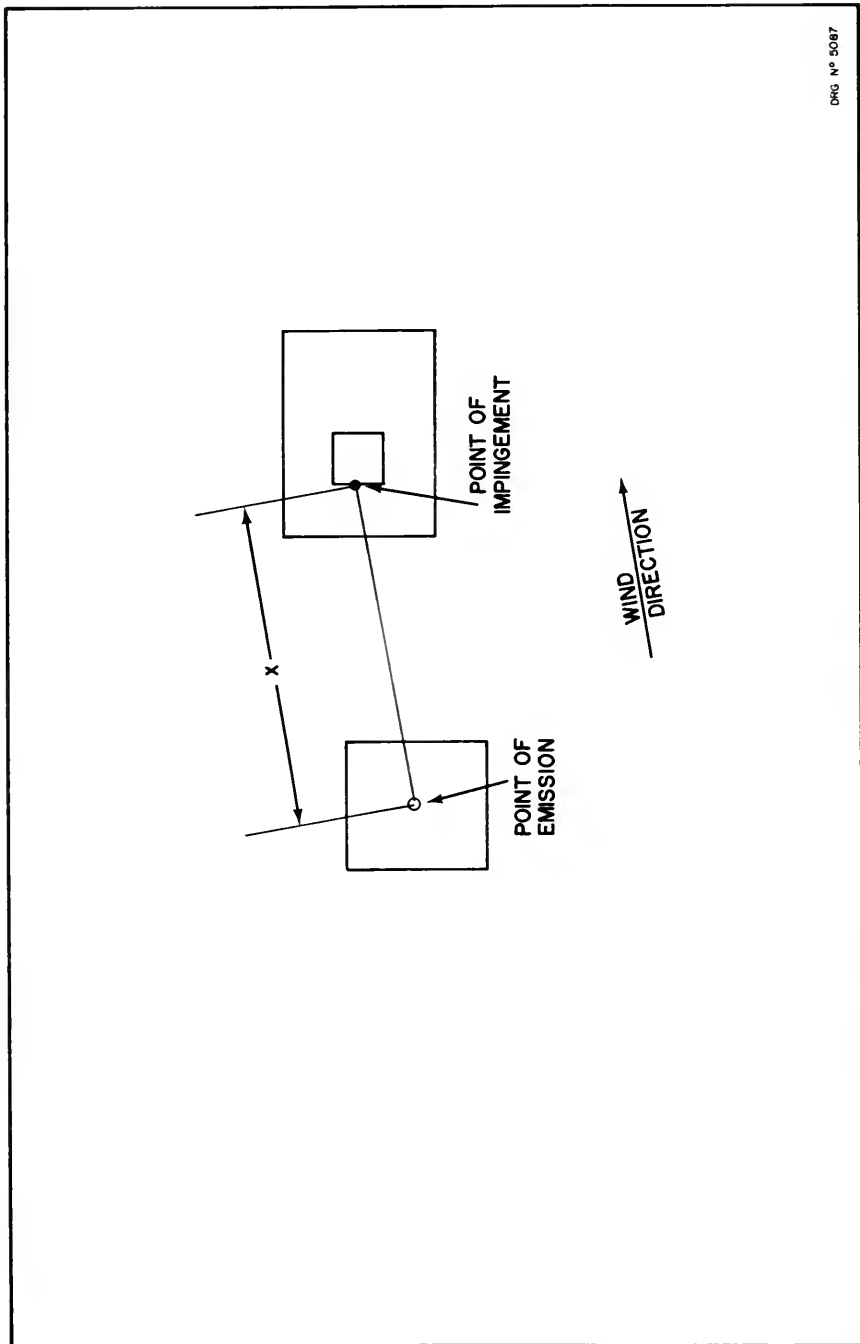 X
POINT OF
IMPINGEMENT
POINT OF
EMISSION
WIND
DIRECTION
DRG Nº 5087